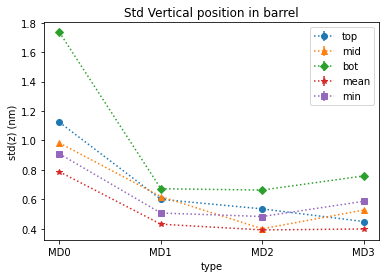 Std Vertical position in barrel
1.8
1.6
1.4
1.2
1.0
0.8
0.6
0.4
std(z) (nm)
top
mid
bot
mean
min
MD0 MD1 MD2 MD3
type